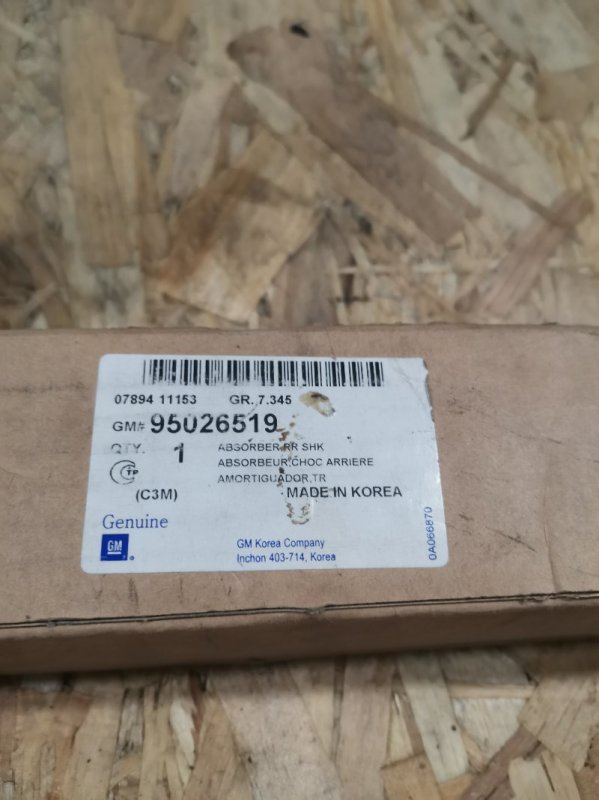 07894 11153 GR. 7.345
GM# 95026519
QTY. 1 ABSORBER,RR SHK
ABSORBEUR,CHOC ARRIERE
AMORTIGUADOR,TR
CTP
(C3M) MADE IN KOREA
Genuine
GM
GM Korea Company
Inchon 403-714, Korea
0A066870